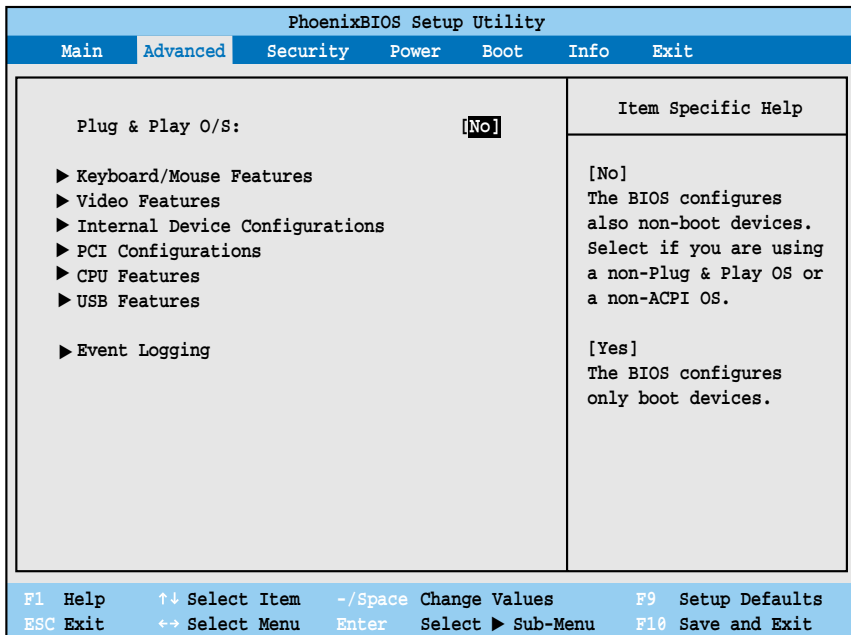 PhoenixBIOS Setup Utility
Main Advanced Security Power Boot Info Exit
Plug & Play O/S: [No]
▶ Keyboard/Mouse Features
▶ Video Features
▶ Internal Device Configurations
▶ PCI Configurations
▶ CPU Features
▶ USB Features
▶ Event Logging
Item Specific Help
[No]
The BIOS configures
also non-boot devices.
Select if you are using
a non-Plug & Play OS or
a non-ACPI OS.
[Yes]
The BIOS configures
only boot devices.
F1 Help ↑↓ Select Item -/Space Change Values F9 Setup Defaults
ESC Exit ←→ Select Menu Enter Select ▶ Sub-Menu F10 Save and Exit